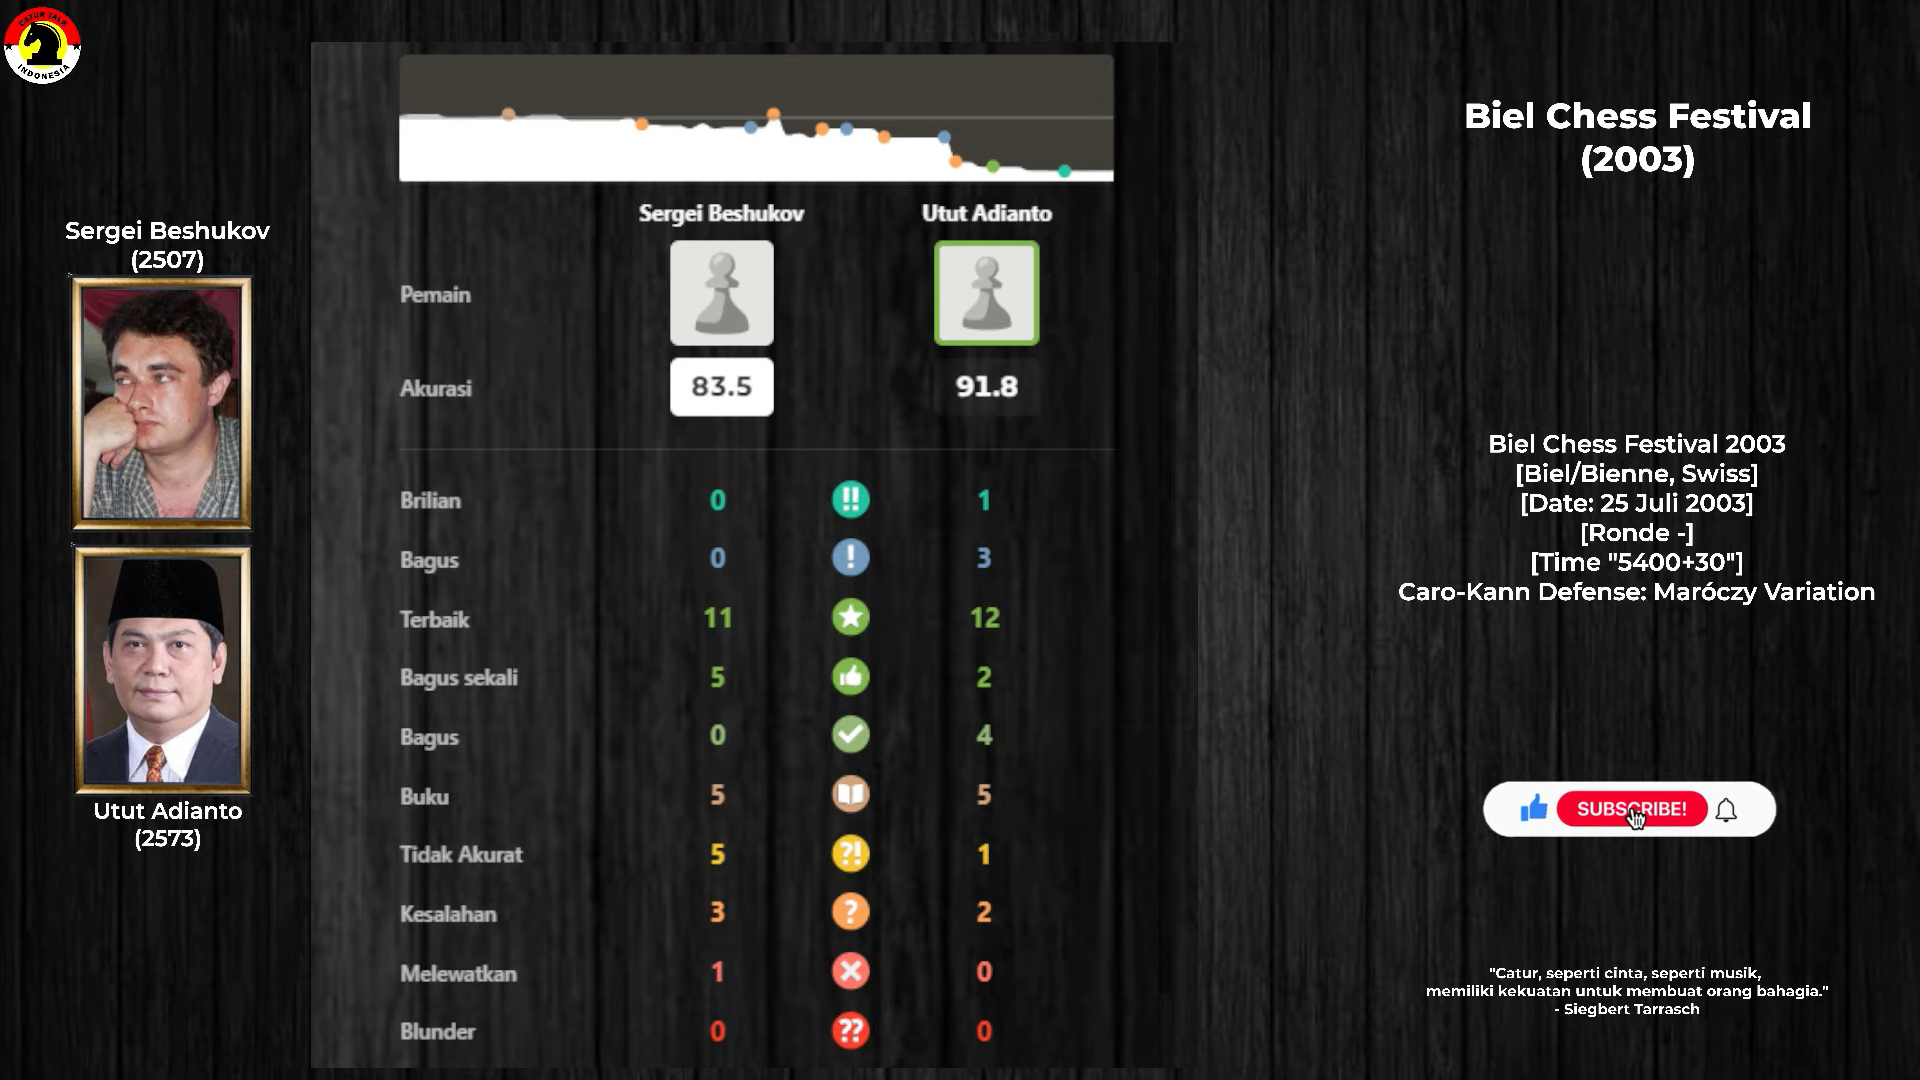 CATUR TALK
INDONESIA
Sergei Beshukov
(2507)
Utut Adianto
(2573)
Sergei Beshukov Utut Adianto
Pemain
Akurasi 83.5 91.8
Brilian 0 !! 1
Bagus 0 ! 3
Terbaik 11 12
Bagus sekali 5 2
Bagus 0 4
Buku 5 5
Tidak Akurat 5 ?! 1
Kesalahan 3 ? 2
Melewatkan 1 0
Blunder 0 ?? 0
Biel Chess Festival
(2003)
Biel Chess Festival 2003
[Biel/Bienne, Swiss]
[Date: 25 Juli 2003]
[Ronde -]
[Time "5400+30"]
Caro-Kann Defense: Maróczy Variation
SUBSCRIBE!
"Catur, seperti cinta, seperti musik,
memiliki kekuatan untuk membuat orang bahagia."
- Siegbert Tarrasch